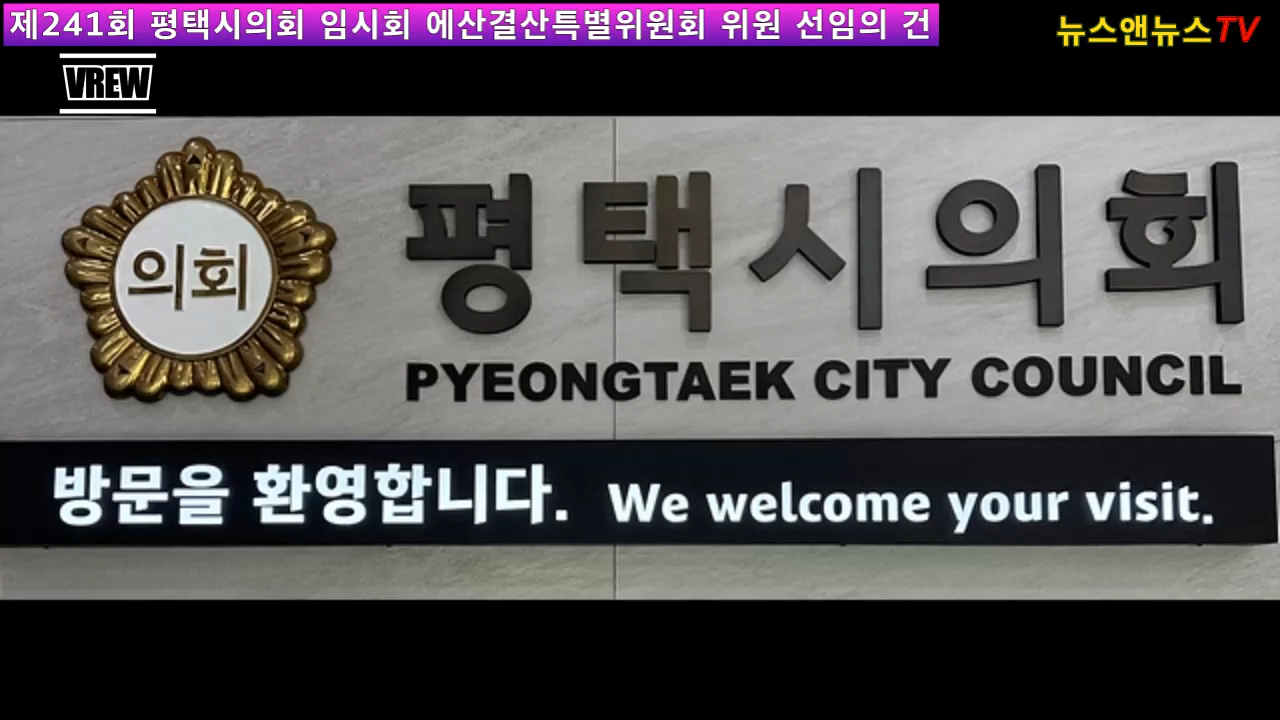 제241회 평택시의회 임시회 에산결산특별위원회 위원 선임의 건
뉴스앤뉴스TV
VREW
의회
평택시의회
PYEONGTAEK CITY COUNCIL
방문을 환영합니다. We welcome your visit.